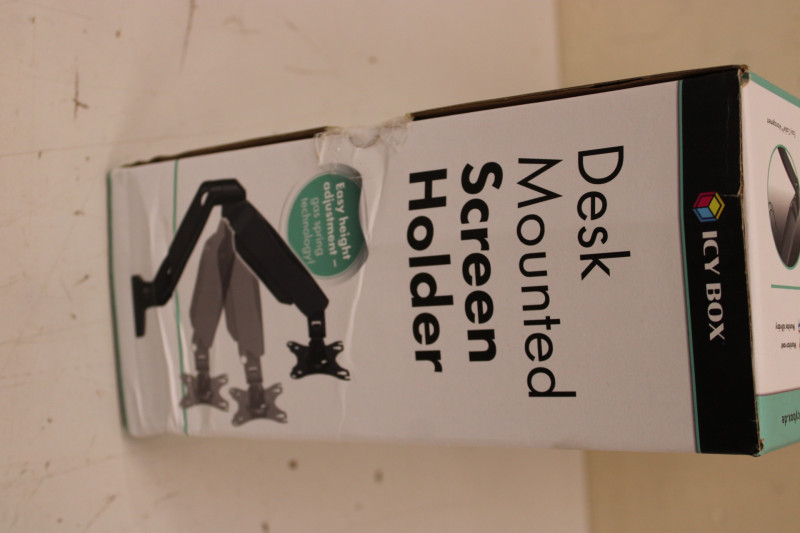 ICY BOX
Desk
Mounted
Screen
Holder
Easy height
adjustment –
gas spring
technology!